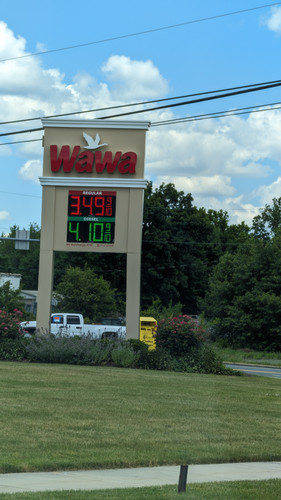 Wawa
REGULAR
3.49 9/10
DIESEL
4.10 9/10